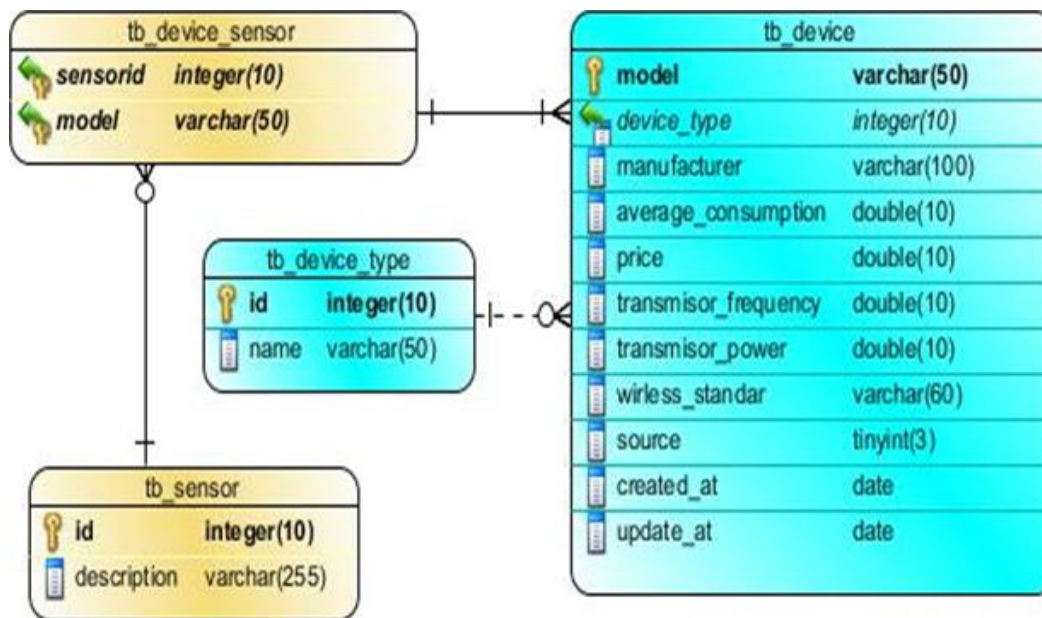 tb_device_sensor
sensorid integer(10)
model varchar(50)
tb_device
model varchar(50)
device_type integer(10)
manufacturer varchar(100)
average_consumption double(10)
price double(10)
transmisor_frequency double(10)
transmisor_power double(10)
wirless_standar varchar(60)
source tinyint(3)
created_at date
update_at date
tb_device_type
id integer(10)
name varchar(50)
tb_sensor
id integer(10)
description varchar(255)